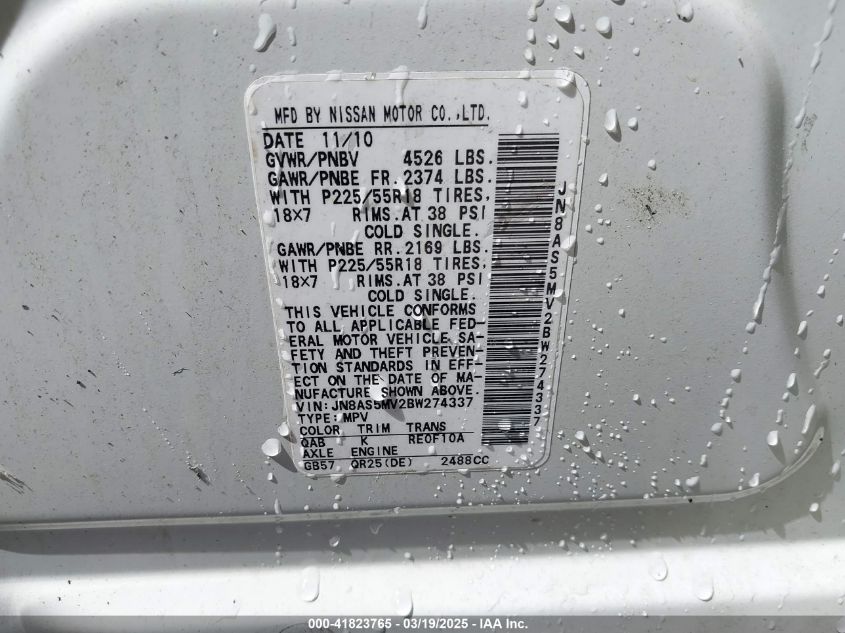 MFD BY NISSAN MOTOR CO.,LTD.
DATE 11/10
GVWR/PNBV 4526 LBS.
GAWR/PNBE FR. 2374 LBS.
WITH P225/55R18 TIRES,
18X7 RIMS. AT 38 PSI
COLD SINGLE.
GAWR/PNBE RR. 2169 LBS.
WITH P225/55R18 TIRES,
18X7 RIMS. AT 38 PSI
COLD SINGLE.
THIS VEHICLE CONFORMS
TO ALL APPLICABLE FED-
ERAL MOTOR VEHICLE SA-
FETY AND THEFT PREVEN-
TION STANDARDS IN EFF-
ECT ON THE DATE OF MA-
NUFACTURE SHOWN ABOVE.
VIN: JN8AS5MV2BW274337
TYPE: MPV
COLOR TRIM TRANS
QAB K RE0F10A
AXLE ENGINE
GB57 QR25(DE) 2488CC
JN8AS5MV2BW274337
000-41823765 - 03/19/2025 - IAA Inc.